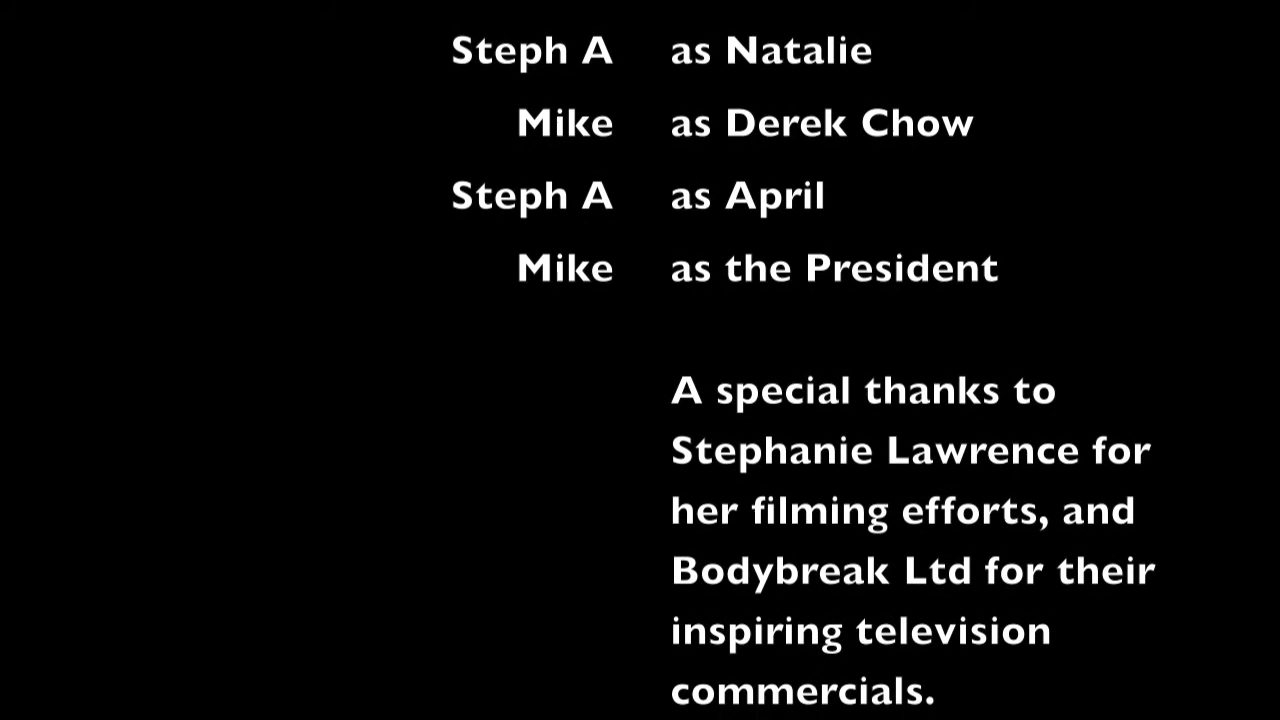 Steph A as Natalie
Mike as Derek Chow
Steph A as April
Mike as the President
A special thanks to
Stephanie Lawrence for
her filming efforts, and
Bodybreak Ltd for their
inspiring television
commercials.